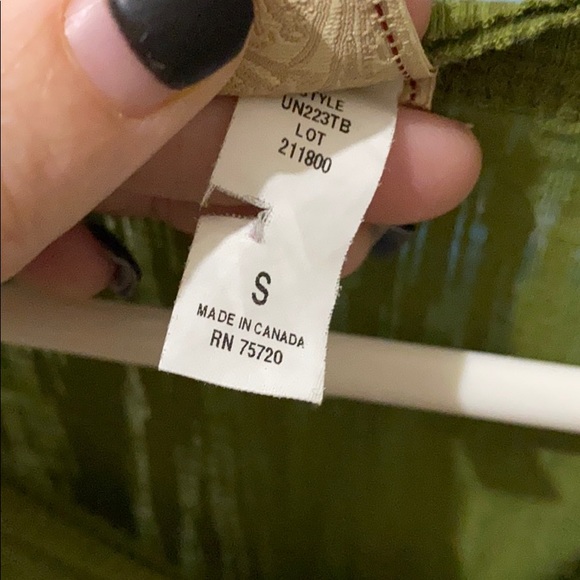 STYLE
UN223TB
LOT
211800
S
MADE IN CANADA
RN 75720